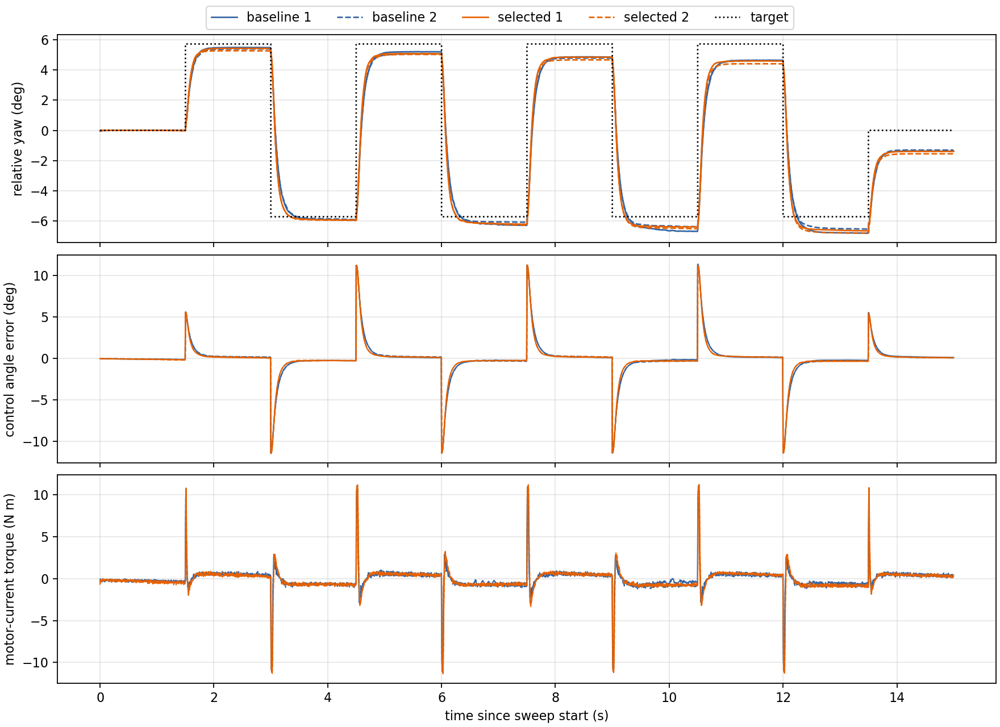 baseline 1 baseline 2 selected 1 selected 2 target
relative yaw (deg)
6
4
2
0
−2
−4
−6
control angle error (deg)
10
5
0
−5
−10
motor-current torque (N m)
10
5
0
−5
−10
0 2 4 6 8 10 12 14
time since sweep start (s)